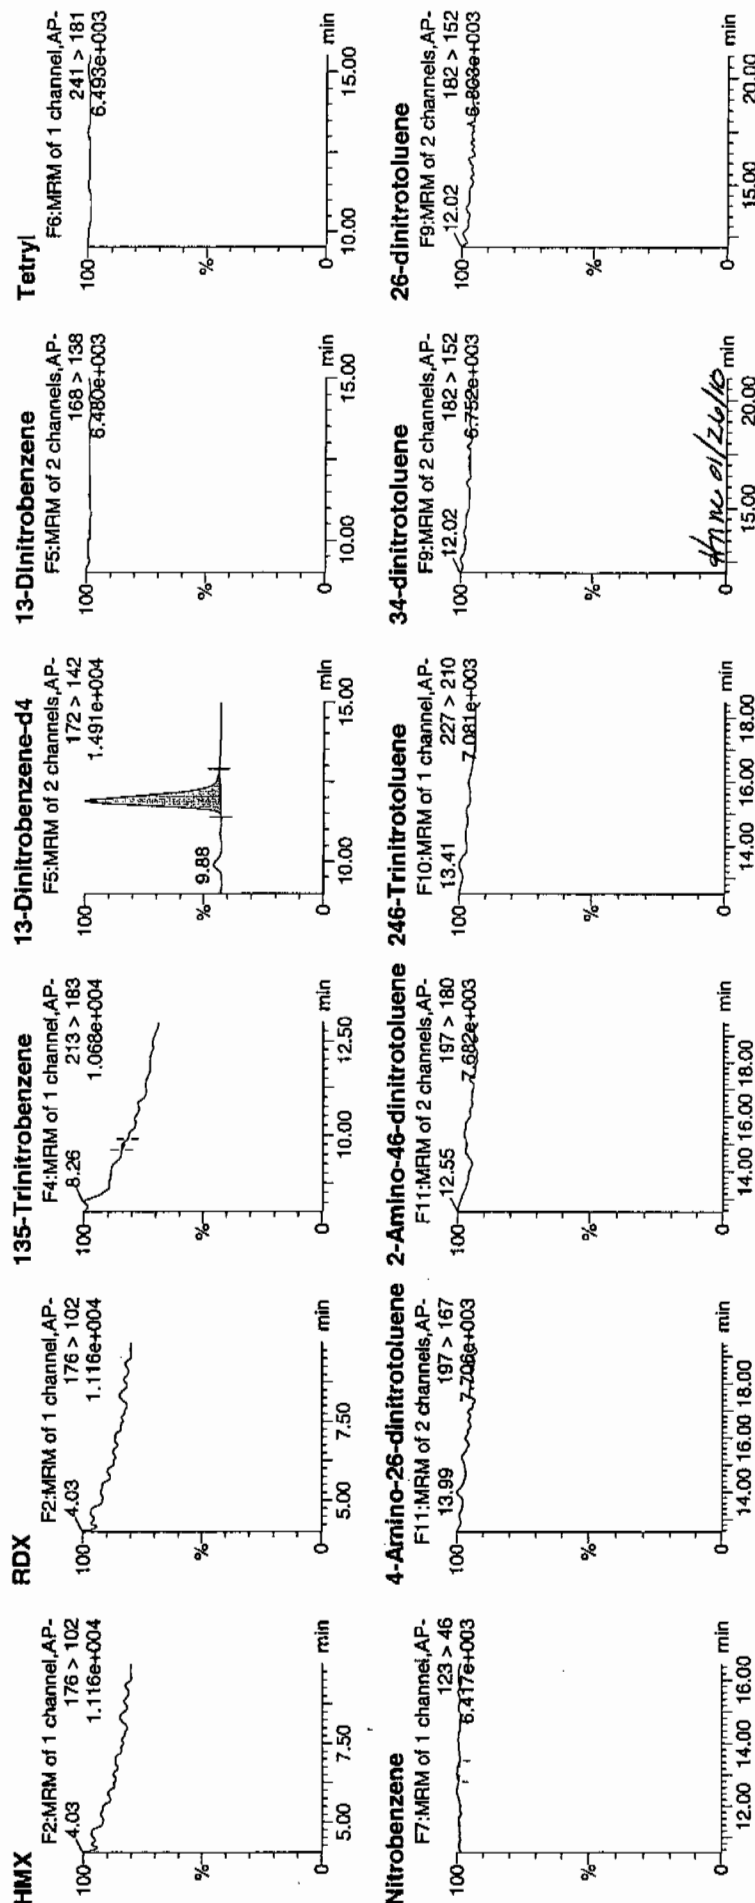 HMX
F2:MRM of 1 channel,AP-
176 > 102
1.116e+004
4.03
100
%
0
5.00 7.50 min
RDX
F2:MRM of 1 channel,AP-
176 > 102
1.116e+004
4.03
100
%
0
5.00 7.50 min
135-Trinitrobenzene
F4:MRM of 1 channel,AP-
213 > 183
1.068e+004
8.26
100
%
0
10.00 12.50 min
13-Dinitrobenzene-d4
F5:MRM of 2 channels,AP-
172 > 142
1.491e+004
9.88
100
%
0
10.00 15.00 min
13-Dinitrobenzene
F5:MRM of 2 channels,AP-
168 > 138
6.480e+003
100
%
0
10.00 15.00 min
Tetryl
F6:MRM of 1 channel,AP-
241 > 181
6.493e+003
100
%
0
10.00 15.00 min
Nitrobenzene
F7:MRM of 1 channel,AP-
123 > 46
6.417e+003
100
%
0
12.00 14.00 16.00 min
4-Amino-26-dinitrotoluene
F11:MRM of 2 channels,AP-
197 > 167
7.706e+003
13.99
100
%
0
14.00 16.00 18.00 min
2-Amino-46-dinitrotoluene
F11:MRM of 2 channels,AP-
197 > 180
7.682e+003
12.55
100
%
0
14.00 16.00 18.00 min
246-Trinitrotoluene
F10:MRM of 1 channel,AP-
227 > 210
7.081e+003
13.41
100
%
0
14.00 16.00 18.00 min
34-dinitrotoluene
F9:MRM of 2 channels,AP-
182 > 152
6.752e+003
12.02
100
%
0
01/26/10
15.00 20.00 min
26-dinitrotoluene
F9:MRM of 2 channels,AP-
182 > 152
6.803e+003
12.02
100
%
0
15.00 20.00 min